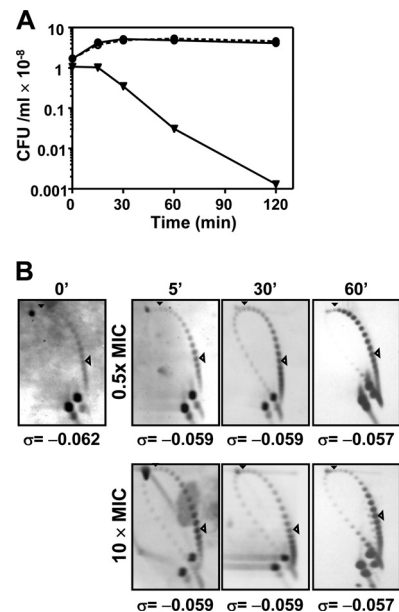 A
CFU /ml × 10⁻⁸
10
1
0.1
0.01
0.001
0 30 60 90 120
Time (min)
B
0' 5' 30' 60'
0.5x MIC
σ= −0.062 σ= −0.059 σ= −0.059 σ= −0.057
10 × MIC
σ= −0.059 σ= −0.059 σ= −0.057